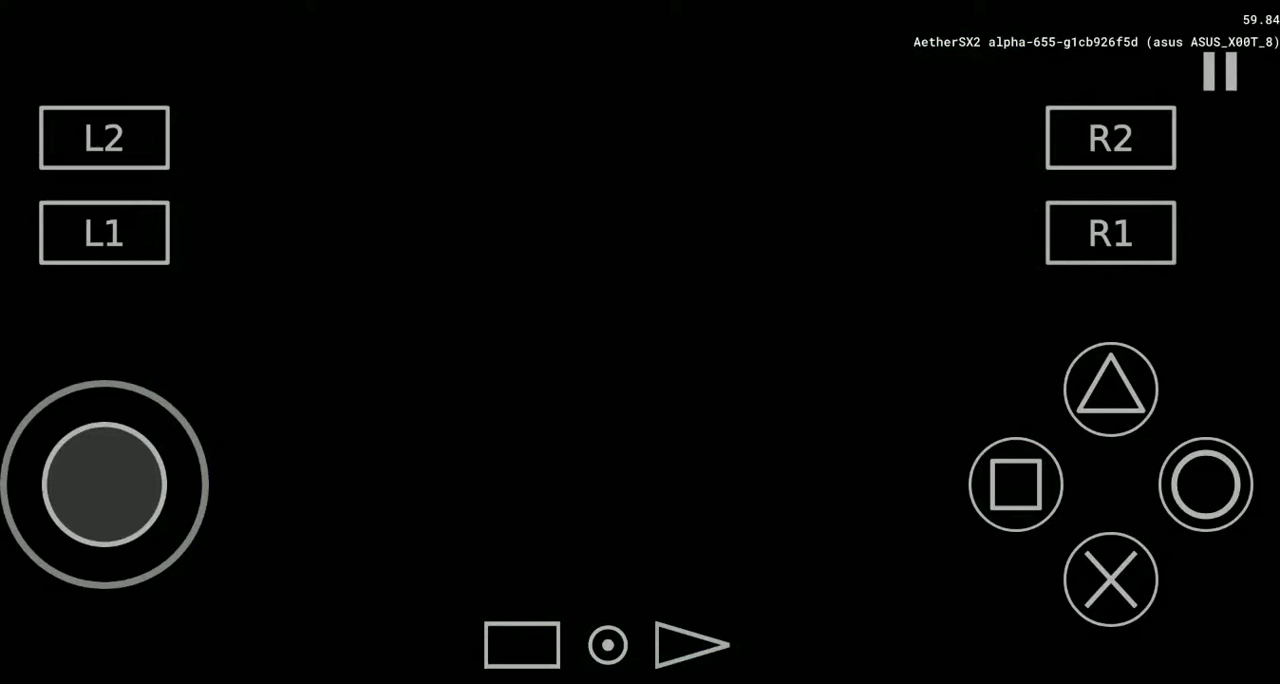 59.84
AetherSX2 alpha-655-g1cb926f5d (asus ASUS_X00T_8)
L2
R2
L1
R1